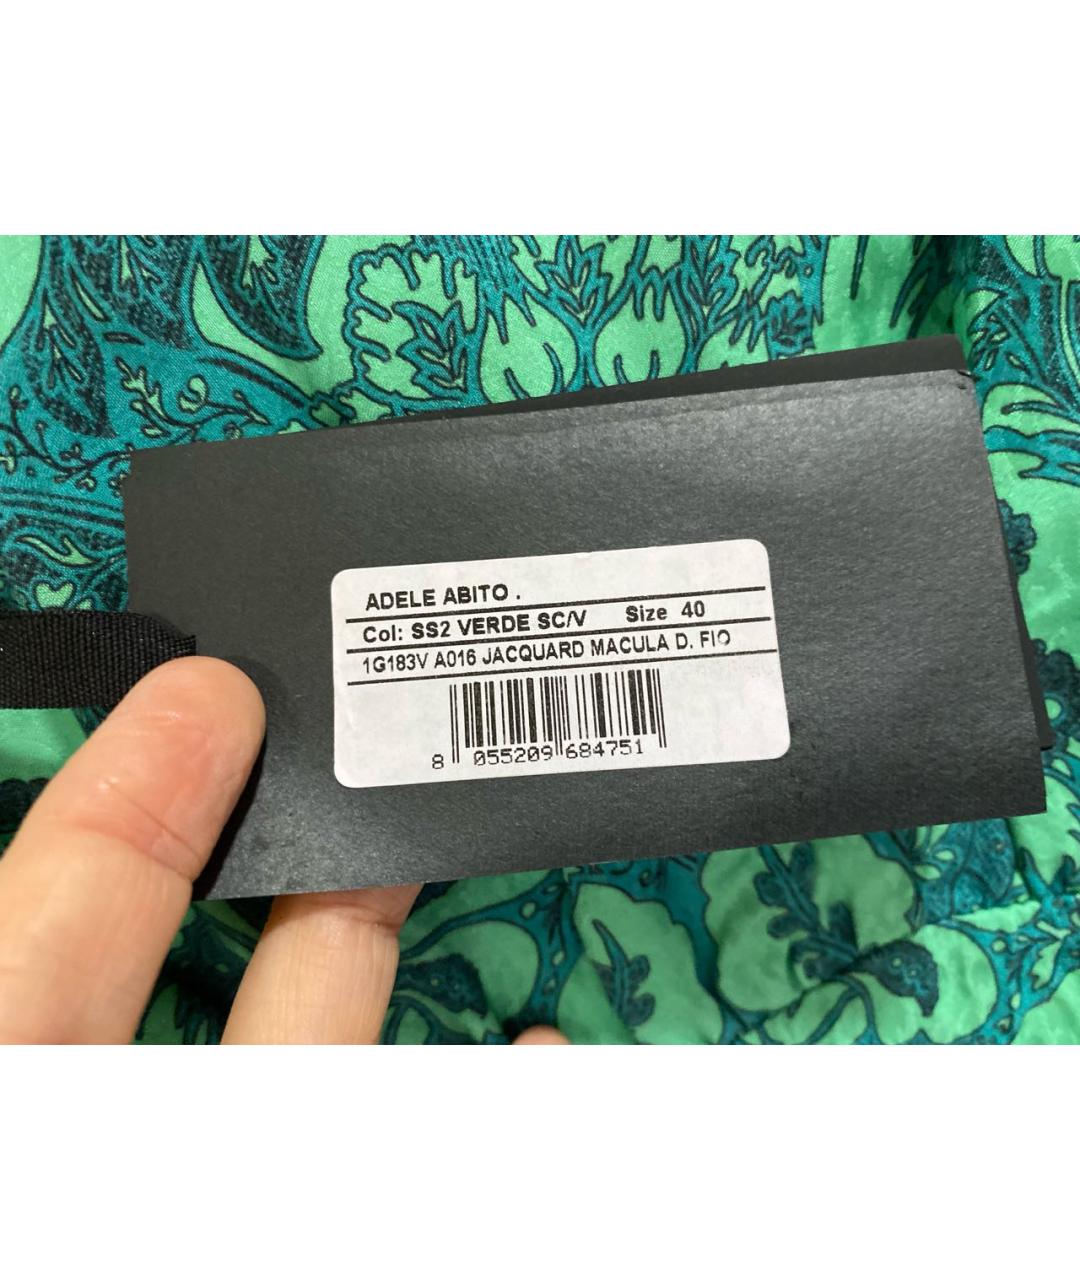 ADELE ABITO .
Col: SS2 VERDE SC/V Size 40
1G183V A016 JACQUARD MACULA D. FIO
8 055209 684751